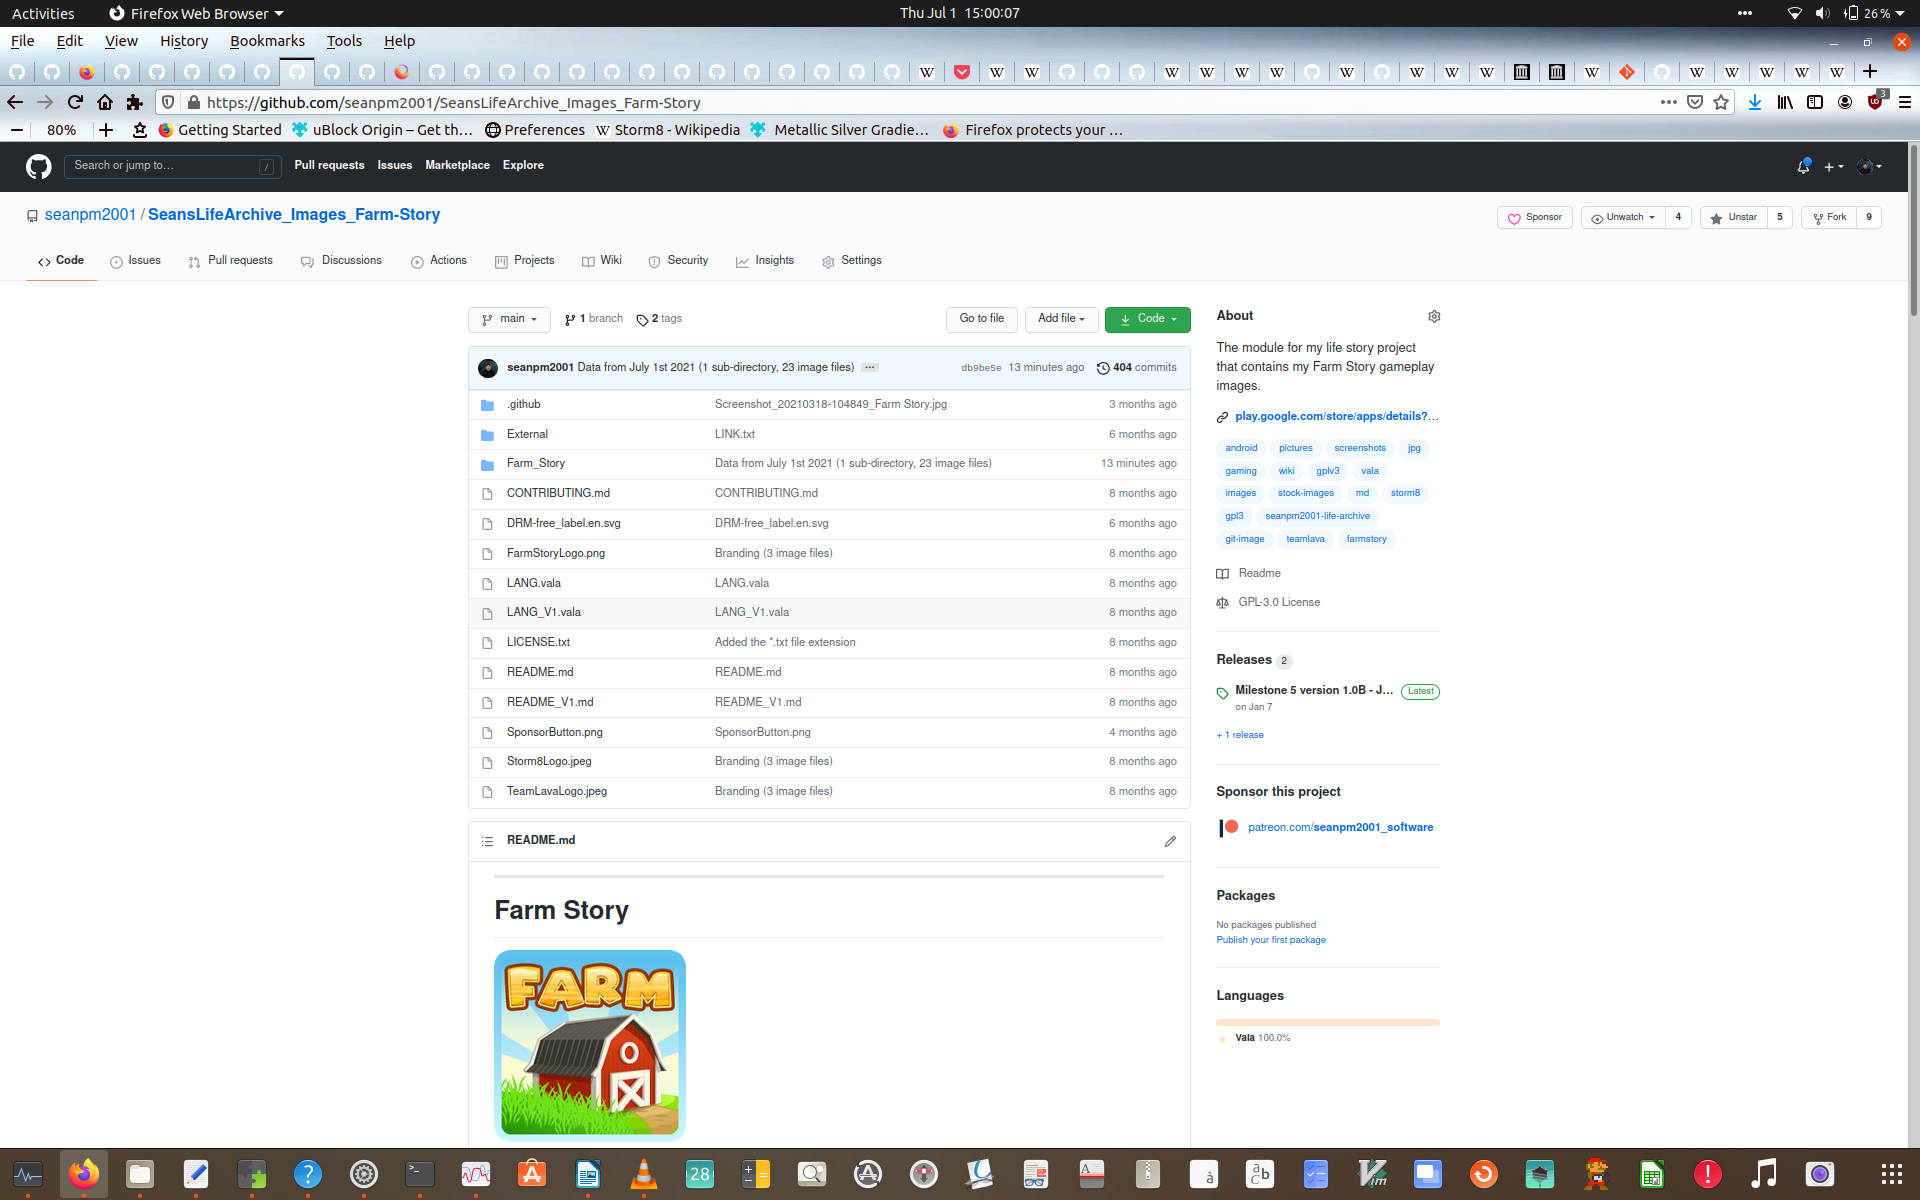 Activities Firefox Web Browser Thu Jul 1 15:00:07 26 %
File Edit View History Bookmarks Tools Help
https://github.com/seanpm2001/SeansLifeArchive_Images_Farm-Story 3
80% Getting Started uBlock Origin – Get th… Preferences Storm8 - Wikipedia Metallic Silver Gradie… Firefox protects your …
Search or jump to… / Pull requests Issues Marketplace Explore
seanpm2001 / SeansLifeArchive_Images_Farm-Story Sponsor Unwatch 4 Unstar 5 Fork 9
Code Issues Pull requests Discussions Actions Projects Wiki Security Insights Settings
main 1 branch 2 tags Go to file Add file Code
seanpm2001 Data from July 1st 2021 (1 sub-directory, 23 image files) ... db9be5e 13 minutes ago 404 commits
.github Screenshot_20210318-104849_Farm Story.jpg 3 months ago
External LINK.txt 6 months ago
Farm_Story Data from July 1st 2021 (1 sub-directory, 23 image files) 13 minutes ago
CONTRIBUTING.md CONTRIBUTING.md 8 months ago
DRM-free_label.en.svg DRM-free_label.en.svg 6 months ago
FarmStoryLogo.png Branding (3 image files) 8 months ago
LANG.vala LANG.vala 8 months ago
LANG_V1.vala LANG_V1.vala 8 months ago
LICENSE.txt Added the *.txt file extension 8 months ago
README.md README.md 8 months ago
README_V1.md README_V1.md 8 months ago
SponsorButton.png SponsorButton.png 4 months ago
Storm8Logo.jpeg Branding (3 image files) 8 months ago
TeamLavaLogo.jpeg Branding (3 image files) 8 months ago
README.md
Farm Story
FARM
About
The module for my life story project
that contains my Farm Story gameplay
images.
play.google.com/store/apps/details?…
android pictures screenshots jpg
gaming wiki gplv3 vala
images stock-images md storm8
gpl3 seanpm2001-life-archive
git-image teamlava farmstory
Readme
GPL-3.0 License
Releases 2
Milestone 5 version 1.0B - J… Latest
on Jan 7
+ 1 release
Sponsor this project
patreon.com/seanpm2001_software
Packages
No packages published
Publish your first package
Languages
Vala 100.0%
28